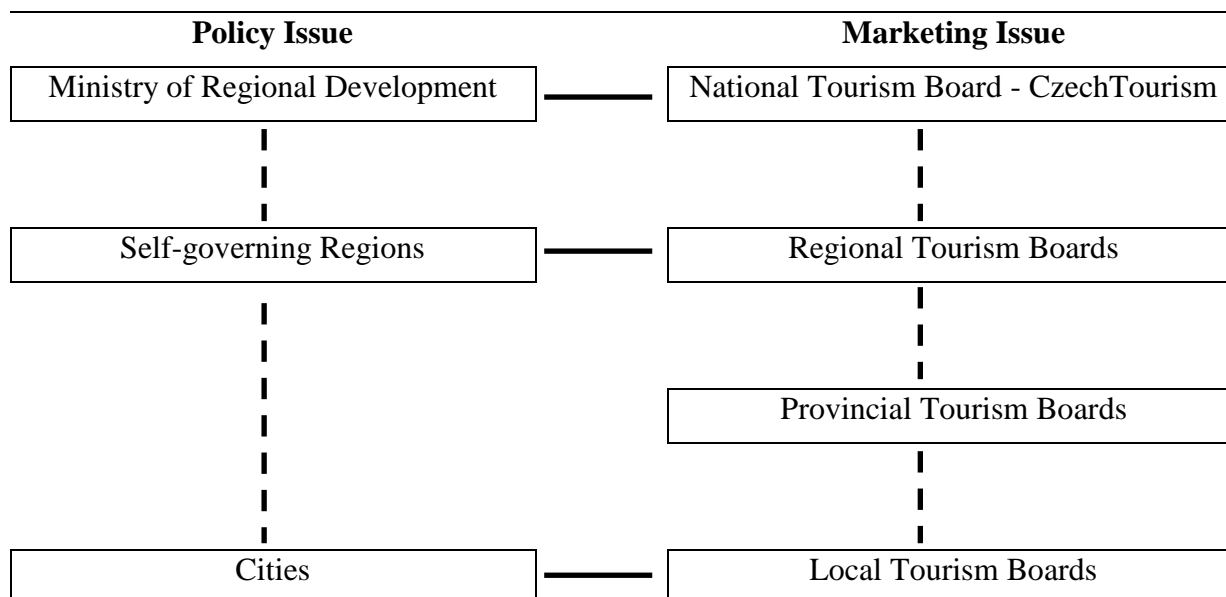 Policy Issue
Marketing Issue
Ministry of Regional Development
National Tourism Board - CzechTourism
Self-governing Regions
Regional Tourism Boards
Provincial Tourism Boards
Cities
Local Tourism Boards